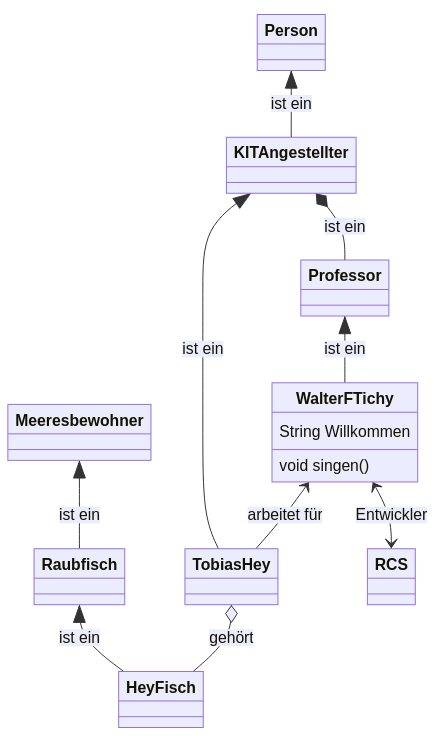 Person
ist ein
KITAngestellter
ist ein
Professor
ist ein
ist ein
WalterFTichy
String Willkommen
void singen()
Meeresbewohner
ist ein
arbeitet für
Entwickler
Raubfisch
TobiasHey
RCS
ist ein
gehört
HeyFisch